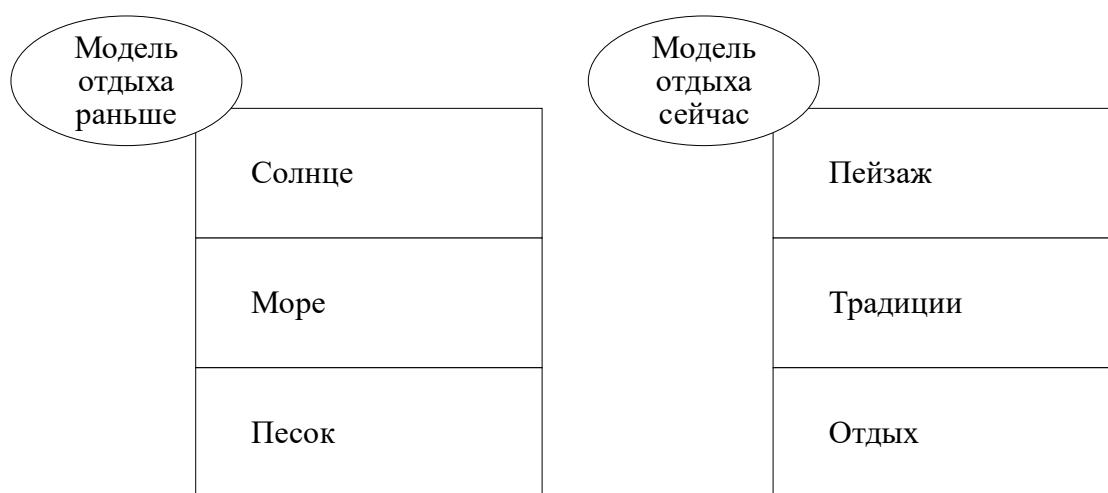 Модель
отдыха
раньше
Солнце
Море
Песок
Модель
отдыха
сейчас
Пейзаж
Традиции
Отдых